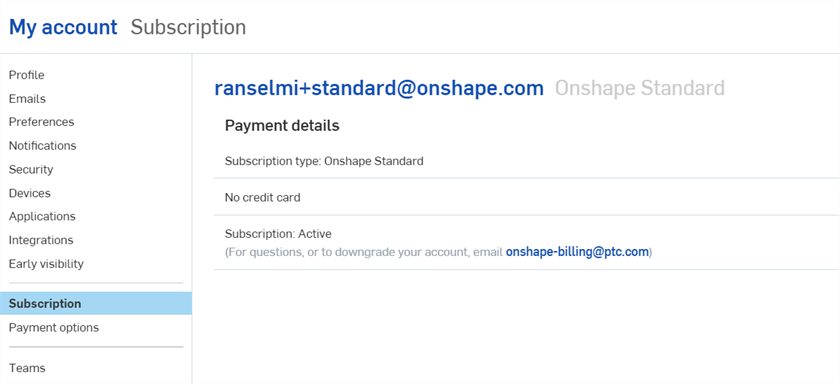 My account Subscription
Profile
Emails
Preferences
Notifications
Security
Devices
Applications
Integrations
Early visibility
Subscription
Payment options
Teams
ranselmi+standard@onshape.com Onshape Standard
Payment details
Subscription type: Onshape Standard
No credit card
Subscription: Active
(For questions, or to downgrade your account, email onshape-billing@ptc.com)